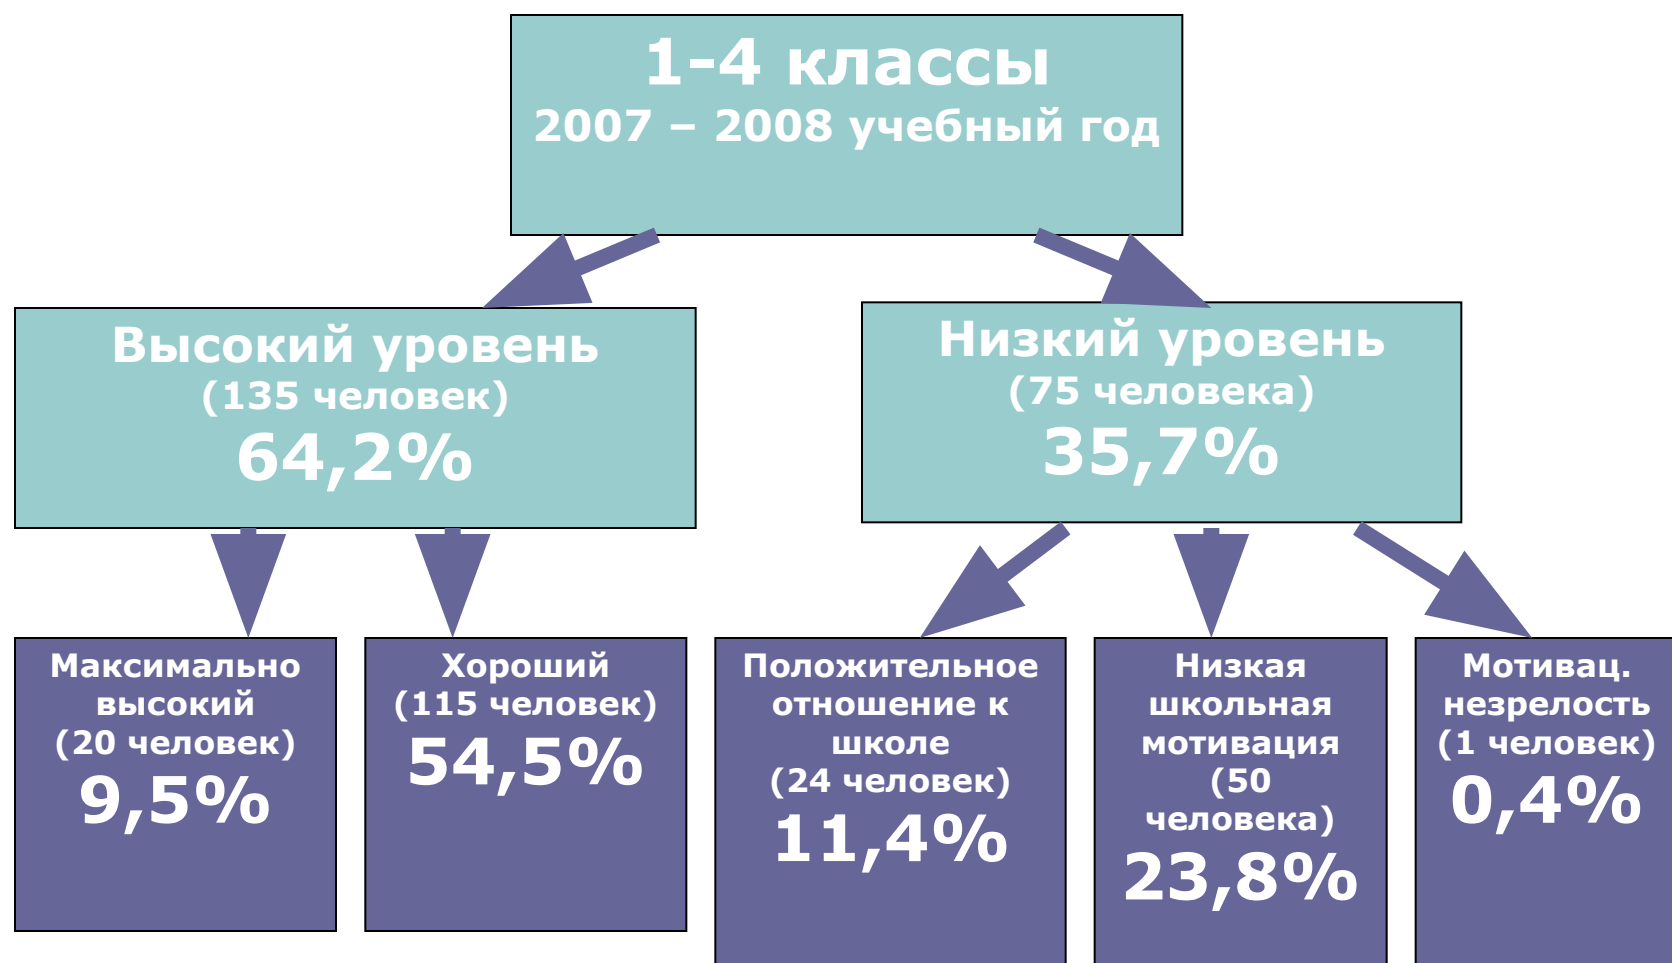 1-4 классы
2007 – 2008 учебный год
Высокий уровень
(135 человек)
64,2%
Низкий уровень
(75 человека)
35,7%
Максимально
высокий
(20 человек)
9,5%
Хороший
(115 человек)
54,5%
Положительное
отношение к
школе
(24 человек)
11,4%
Низкая
школьная
мотивация
(50
человека)
23,8%
Мотивац.
незрелость
(1 человек)
0,4%